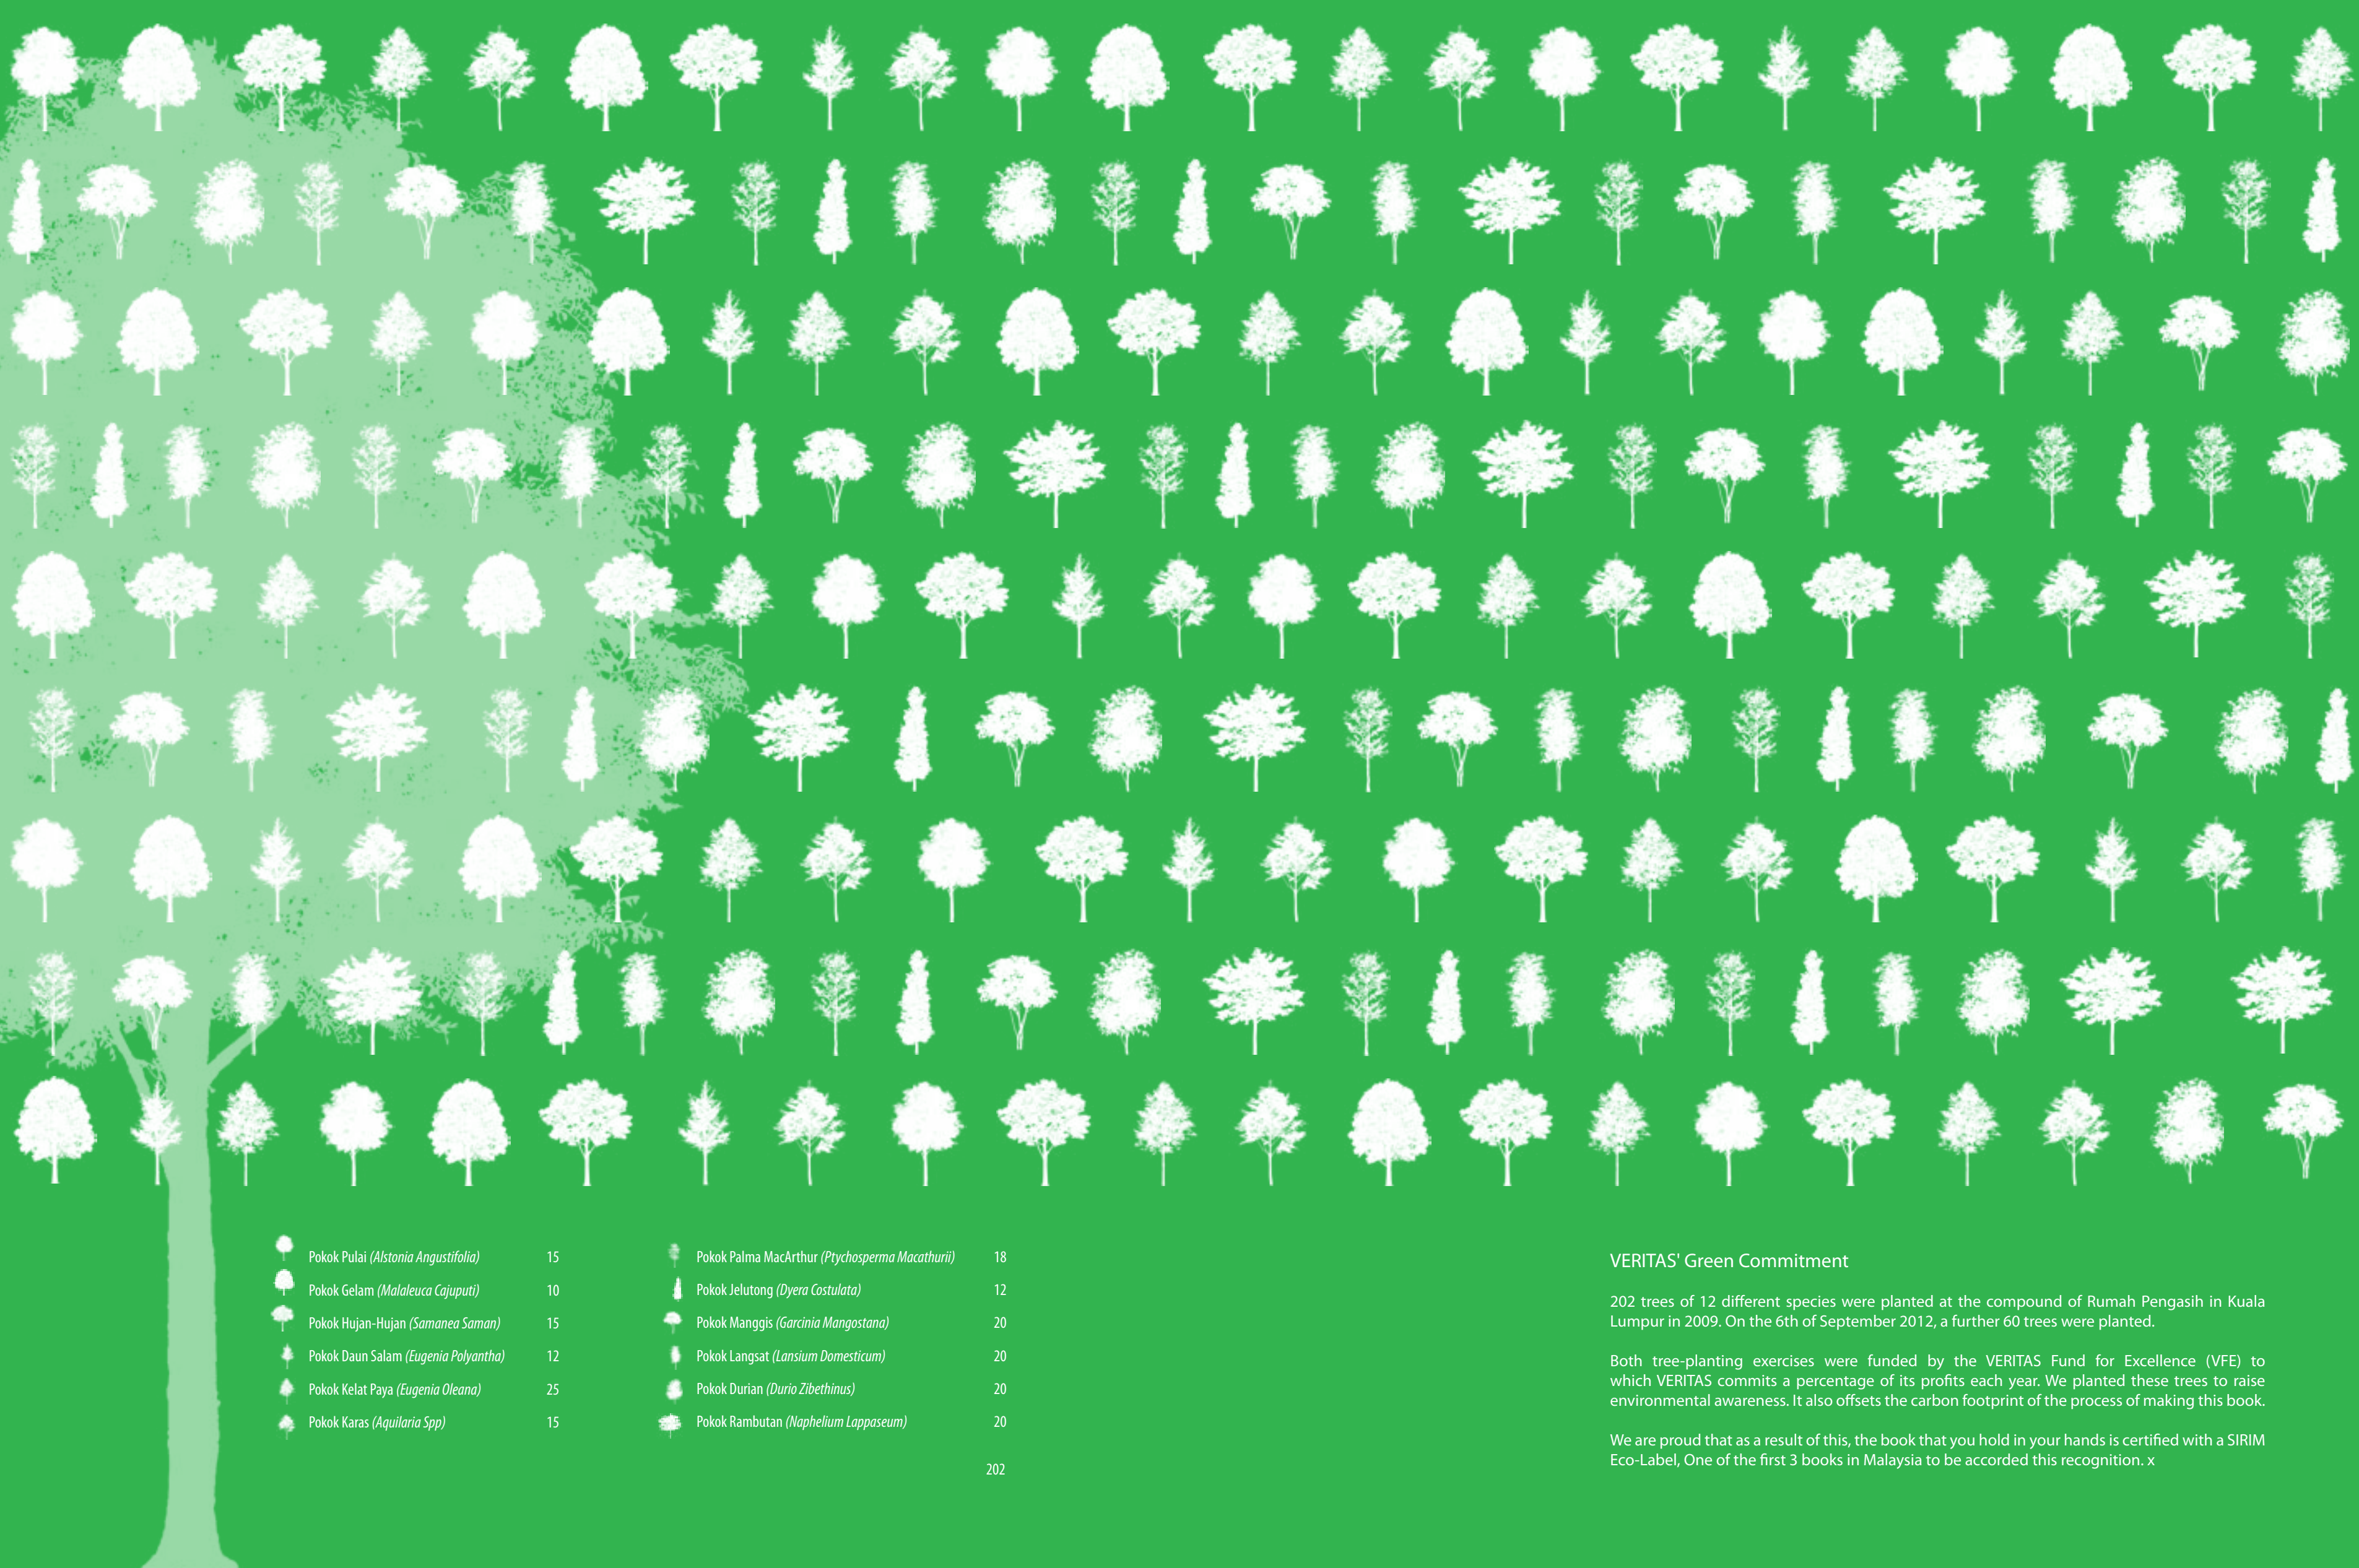 Pokok Pulai (Alstonia Angustifolia) 15
Pokok Gelam (Malaleuca Cajuputi) 10
Pokok Hujan-Hujan (Samanea Saman) 15
Pokok Daun Salam (Eugenia Polyantha) 12
Pokok Kelat Paya (Eugenia Oleana) 25
Pokok Karas (Aquilaria Spp) 15
Pokok Palma MacArthur (Ptychosperma Macathurii) 18
Pokok Jelutong (Dyera Costulata) 12
Pokok Manggis (Garcinia Mangostana) 20
Pokok Langsat (Lansium Domesticum) 20
Pokok Durian (Durio Zibethinus) 20
Pokok Rambutan (Naphelium Lappaseum) 20
202
VERITAS' Green Commitment
202 trees of 12 different species were planted at the compound of Rumah Pengasih in Kuala
Lumpur in 2009. On the 6th of September 2012, a further 60 trees were planted.
Both tree-planting exercises were funded by the VERITAS Fund for Excellence (VFE) to
which VERITAS commits a percentage of its profits each year. We planted these trees to raise
environmental awareness. It also offsets the carbon footprint of the process of making this book.
We are proud that as a result of this, the book that you hold in your hands is certified with a SIRIM
Eco-Label, One of the first 3 books in Malaysia to be accorded this recognition. x